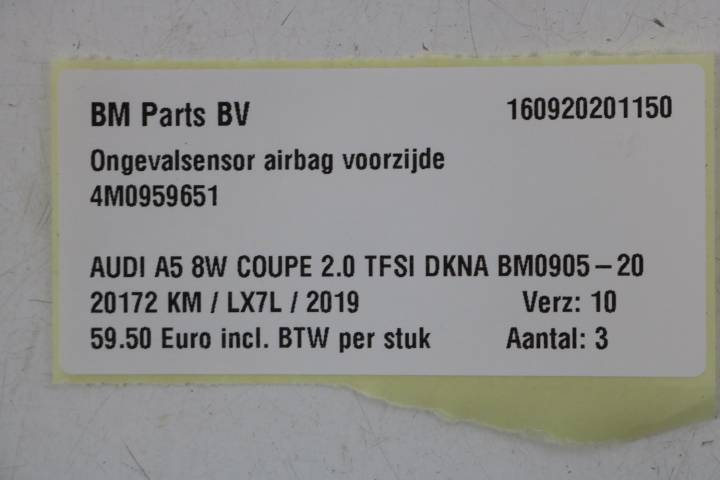 BM Parts BV 160920201150
Ongevalsensor airbag voorzijde
4M0959651
AUDI A5 8W COUPE 2.0 TFSI DKNA BM0905-20
20172 KM / LX7L / 2019 Verz: 10
59.50 Euro incl. BTW per stuk Aantal: 3